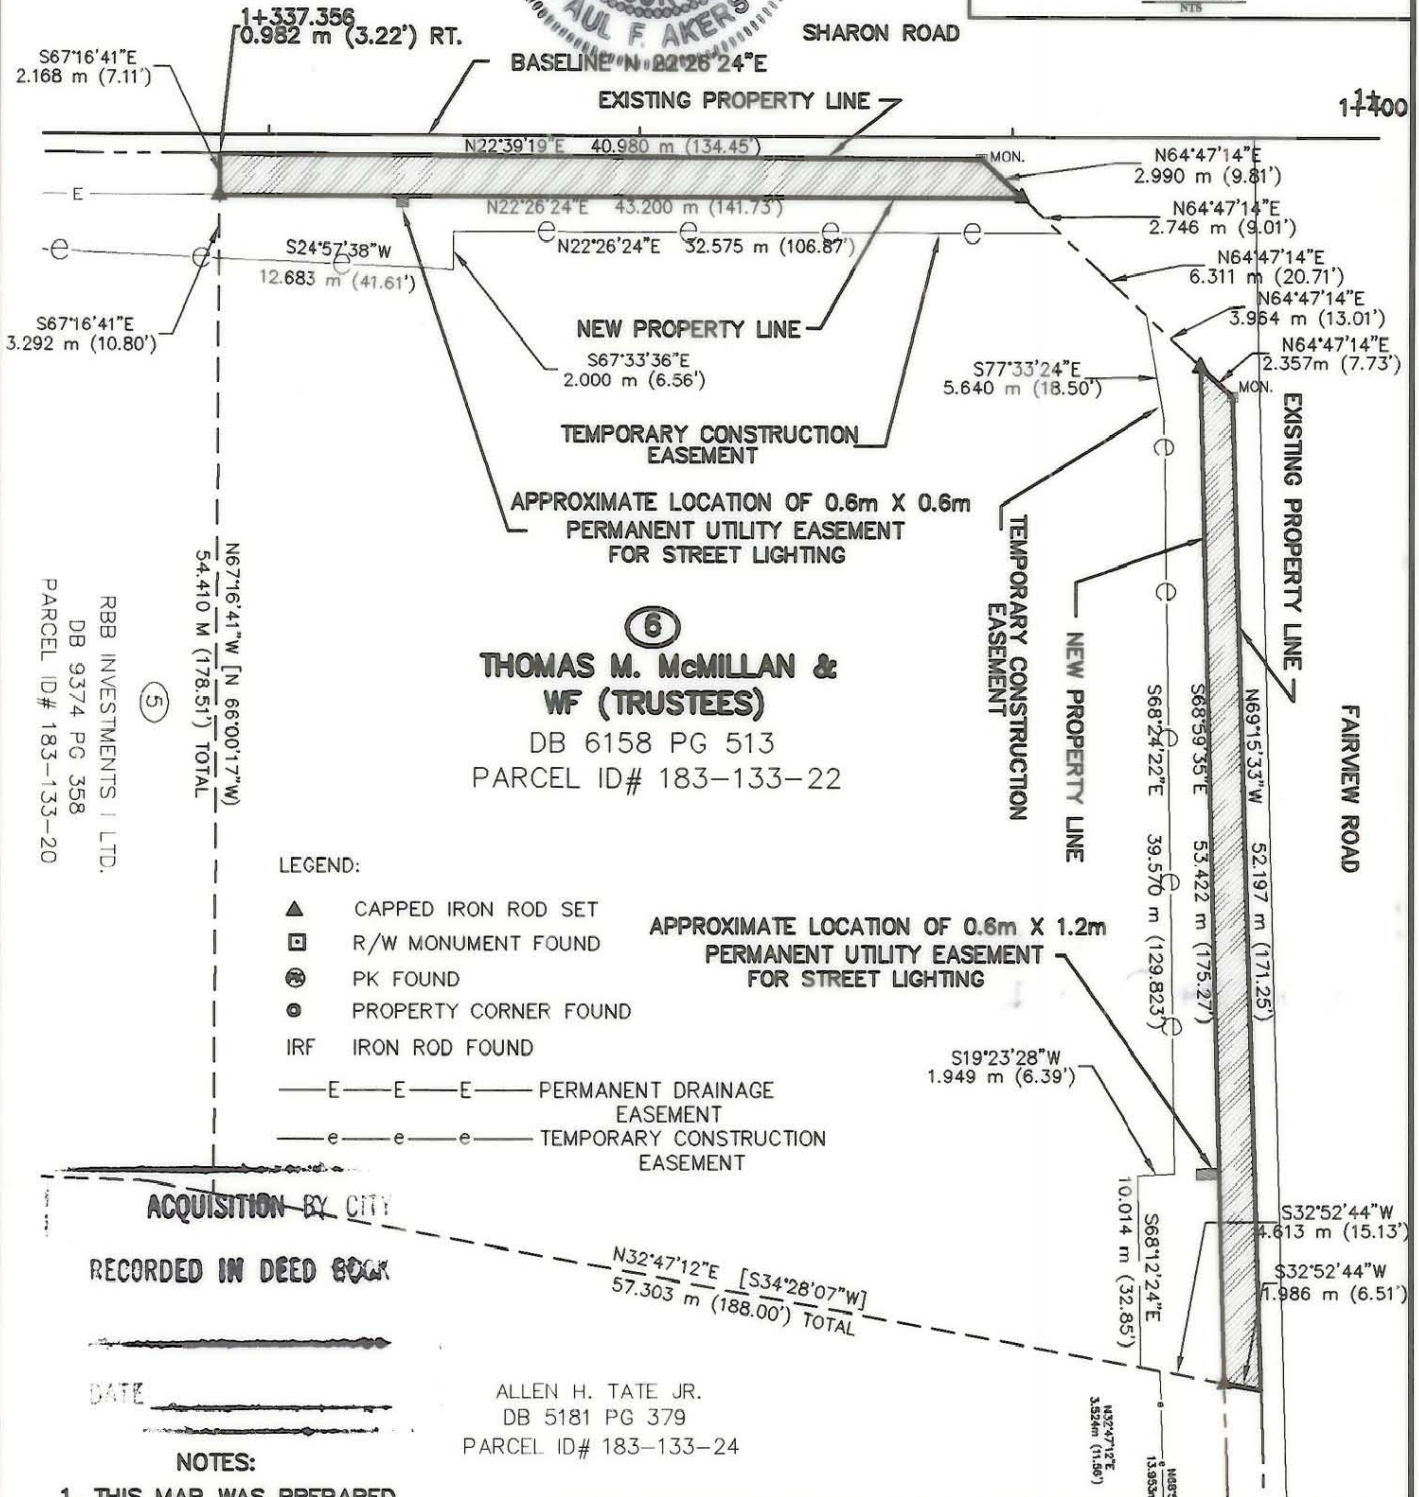 1+337.356
0.982 m (3.22') RT.
AUL F. AKERS
NTS
SHARON ROAD
S67°16'41"E
2.168 m (7.11')
BASELINE N 22°26'24"E
EXISTING PROPERTY LINE
1+400
N22°39'19"E 40.980 m (134.45')
MON.
N64°47'14"E
2.990 m (9.81')
E
N22°26'24"E 43.200 m (141.73')
N64°47'14"E
2.746 m (9.01')
e e e e e e e
S24°57'38"W
12.683 m (41.61')
N22°26'24"E 32.575 m (106.87')
N64°47'14"E
6.311 m (20.71')
N64°47'14"E
3.964 m (13.01')
S67°16'41"E
3.292 m (10.80')
NEW PROPERTY LINE
N64°47'14"E
2.357m (7.73')
S67°33'36"E
2.000 m (6.56')
S77°33'24"E
5.640 m (18.50')
MON.
TEMPORARY CONSTRUCTION
EASEMENT
EXISTING PROPERTY LINE
APPROXIMATE LOCATION OF 0.6m X 0.6m
PERMANENT UTILITY EASEMENT
FOR STREET LIGHTING
TEMPORARY CONSTRUCTION
EASEMENT
NEW PROPERTY LINE
N67°16'41"W [N 66°00'17"W)
54.410 M (178.51') TOTAL
RBB INVESTMENTS I LTD.
DB 9374 PG 358
PARCEL ID# 183-133-20
5
6
THOMAS M. McMILLAN &
WF (TRUSTEES)
DB 6158 PG 513
PARCEL ID# 183-133-22
S68°24'22"E 39.570 m (129.823')
S68°59'35"E 53.422 m (175.27')
N69°15'33"W 52.197 m (171.25')
e e e e e
FAIRVIEW ROAD
LEGEND:
CAPPED IRON ROD SET
R/W MONUMENT FOUND
PK FOUND
PROPERTY CORNER FOUND
IRF IRON ROD FOUND
E E E PERMANENT DRAINAGE
EASEMENT
e e e TEMPORARY CONSTRUCTION
EASEMENT
APPROXIMATE LOCATION OF 0.6m X 1.2m
PERMANENT UTILITY EASEMENT
FOR STREET LIGHTING
S19°23'28"W
1.949 m (6.39')
S68°12'24"E
10.014 m (32.85')
S32°52'44"W
4.613 m (15.13')
S32°52'44"W
1.986 m (6.51')
ACQUISITION BY CITY
RECORDED IN DEED BOOK
DATE
N32°47'12"E [S34°28'07"W]
57.303 m (188.00') TOTAL
ALLEN H. TATE JR.
DB 5181 PG 379
PARCEL ID# 183-133-24
N32°47'12"E
3.524m (11.56')
e
e
NOTES:
1. THIS MAP WAS PREPARED